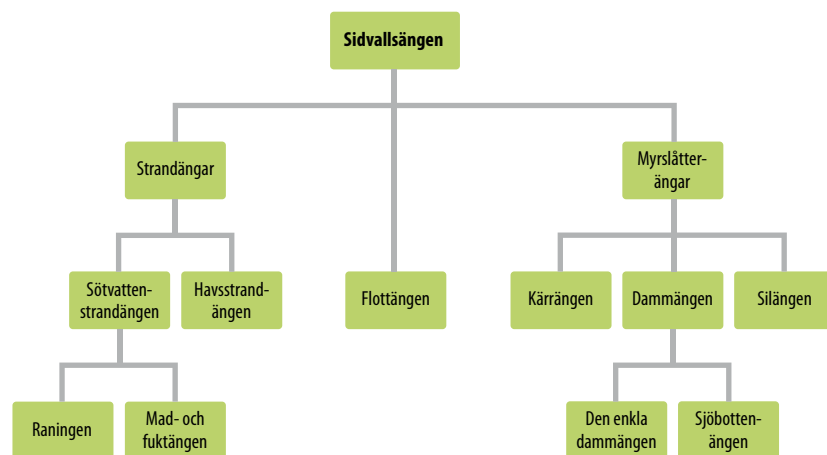 Sidvallsängen
Strandängar
Myrslåtter-
ängar
Sötvatten-
strandängen
Havsstrand-
ängen
Flottängen
Kärrängen
Dammängen
Silängen
Raningen
Mad- och
fuktängen
Den enkla
dammängen
Sjöbotten-
ängen